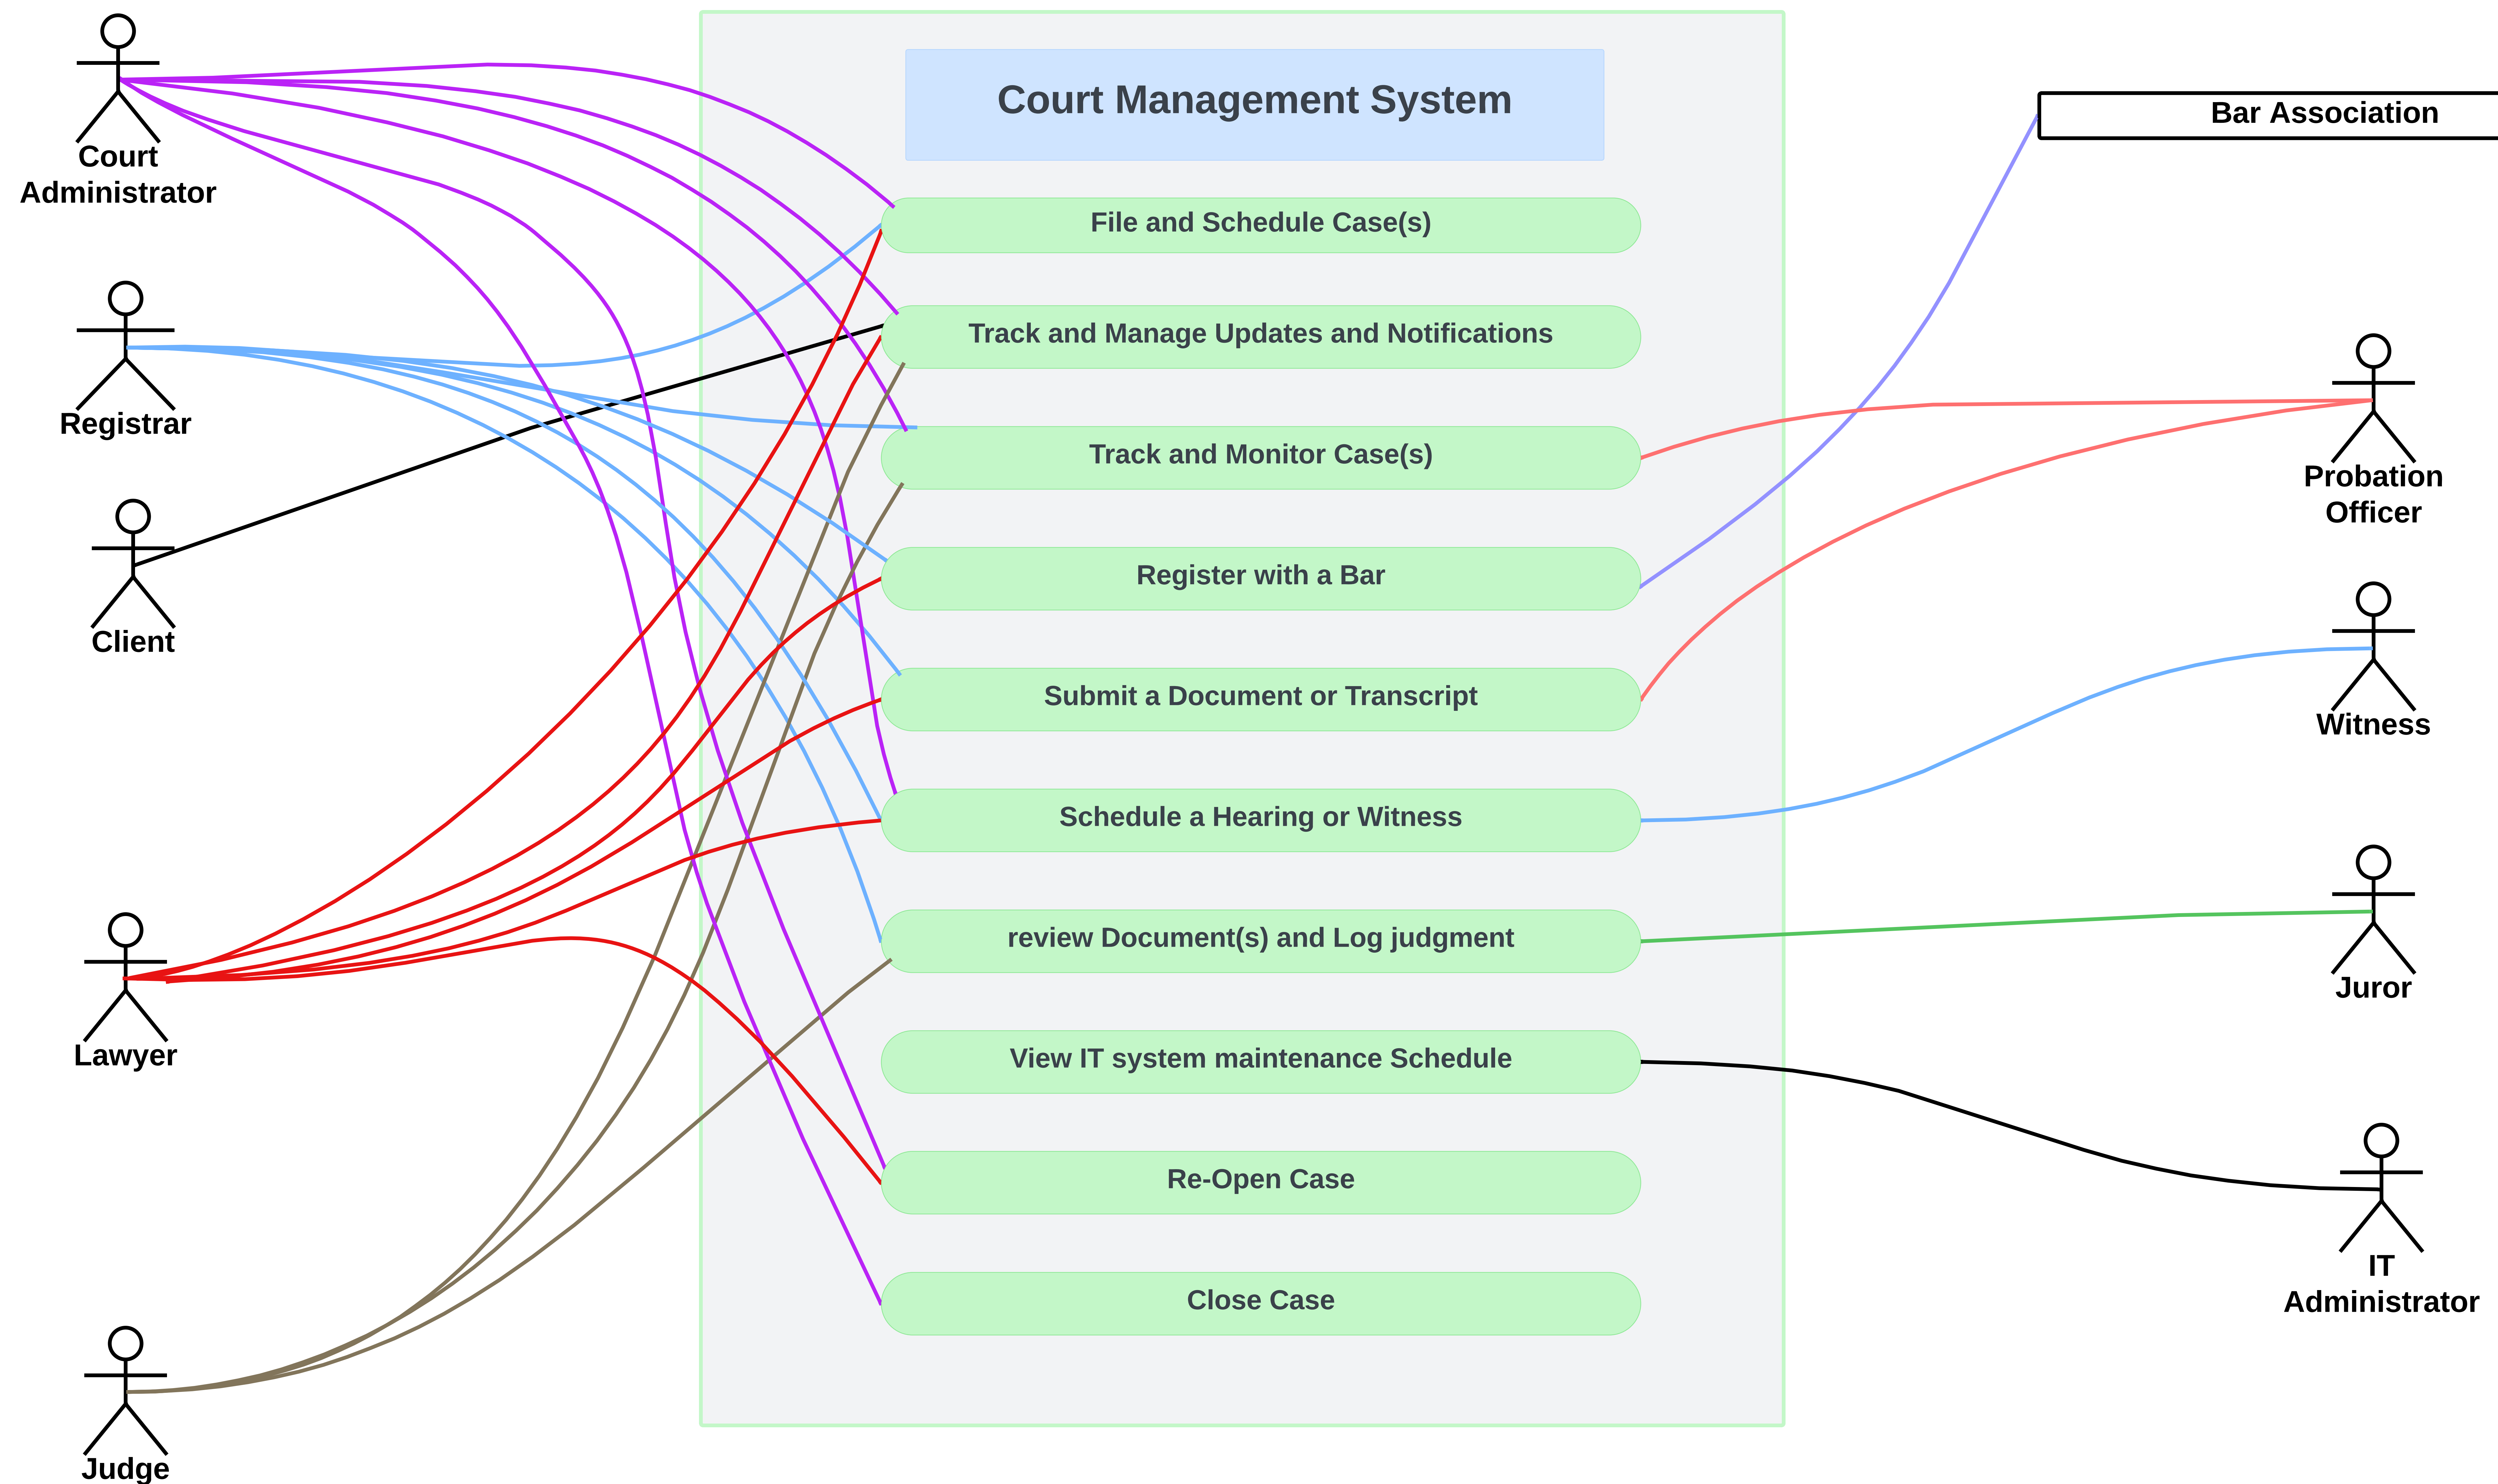 Court Management System
Court
Administrator
Registrar
Client
Lawyer
Judge
File and Schedule Case(s)
Track and Manage Updates and Notifications
Track and Monitor Case(s)
Register with a Bar
Submit a Document or Transcript
Schedule a Hearing or Witness
review Document(s) and Log judgment
View IT system maintenance Schedule
Re-Open Case
Close Case
Bar Association
Probation
Officer
Witness
Juror
IT
Administrator